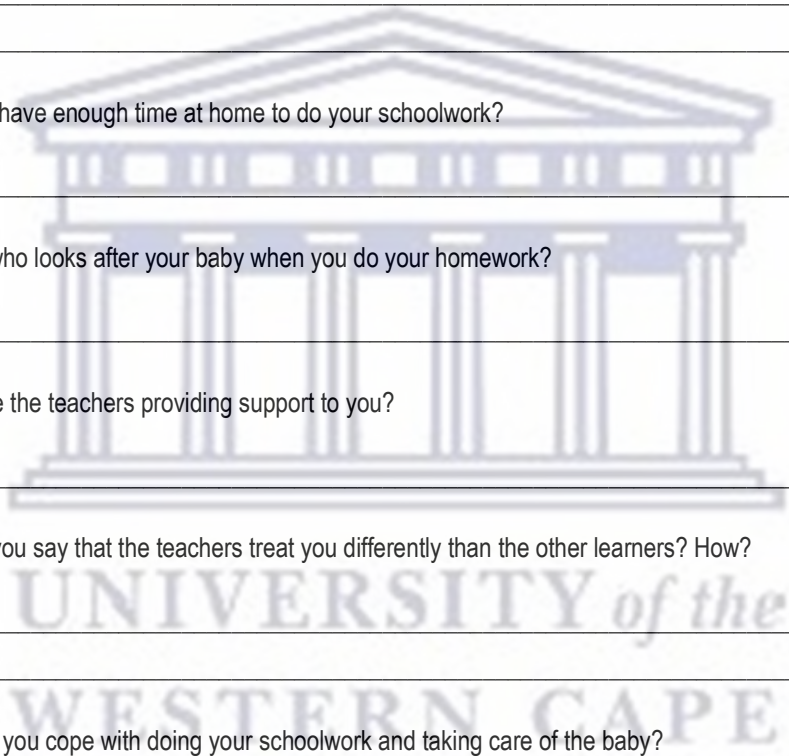 have enough time at home to do your schoolwork?
who looks after your baby when you do your homework?
the teachers providing support to you?
you say that the teachers treat you differently than the other learners? How?
UNIVERSITY of the
WESTERN CAPE
you cope with doing your schoolwork and taking care of the baby?